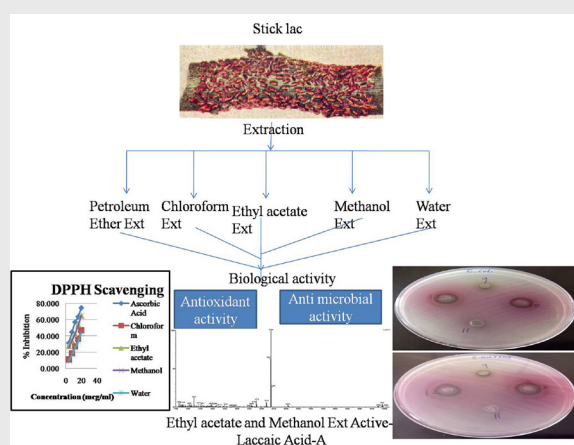 Stick lac
Extraction
Petroleum
Ether Ext
Chloroform
Ext
Ethyl acetate
Ext
Methanol
Ext
Water
Ext
Biological activity
Antioxidant
activity
Anti microbial
activity
DPPH Scavenging
% Inhibition
80.000
60.000
40.000
20.000
0.000
0
20
40
Concentration (mcg/ml)
Ascorbic
Acid
Chlorofor
m
Ethyl
acetate
Methanol
Water
Ethyl acetate and Methanol Ext Active-
Laccaic Acid-A